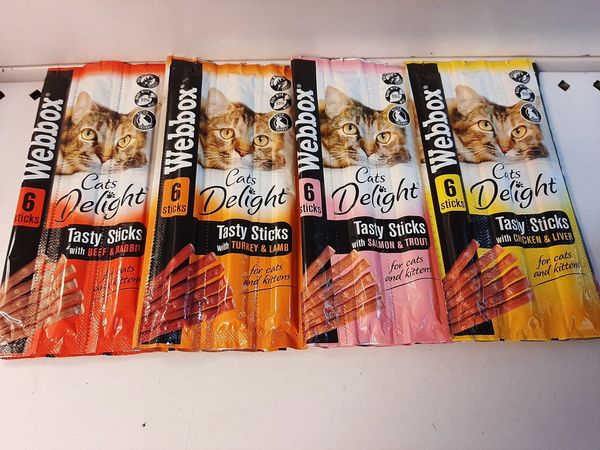 Webbox®
6
sticks
Cats
Delight
Tasty Sticks
with BEEF & RABBIT
for cats
and kittens
Webbox®
6
sticks
Cats
Delight
Tasty Sticks
with TURKEY & LAMB
for cats
and kittens
Webbox®
6
sticks
Cats
Delight
Tasty Sticks
with SALMON & TROUT
for cats
and kittens
Webbox®
6
sticks
Cats
Delight
Tasty Sticks
with CHICKEN & LIVER
for cats
and kittens